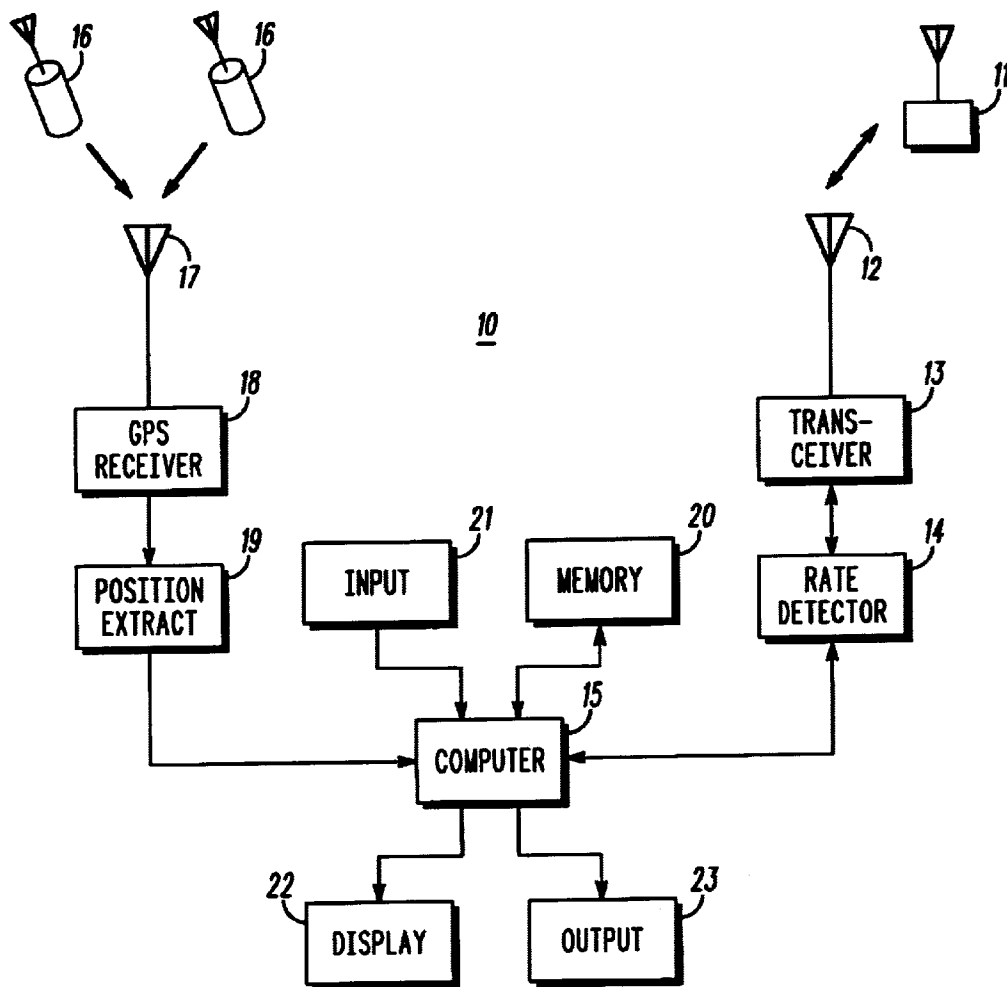 16
16
11
17
12
10
18
GPS
RECEIVER
13
TRANS-
CEIVER
19
POSITION
EXTRACT
21
INPUT
20
MEMORY
14
RATE
DETECTOR
15
COMPUTER
22
DISPLAY
23
OUTPUT